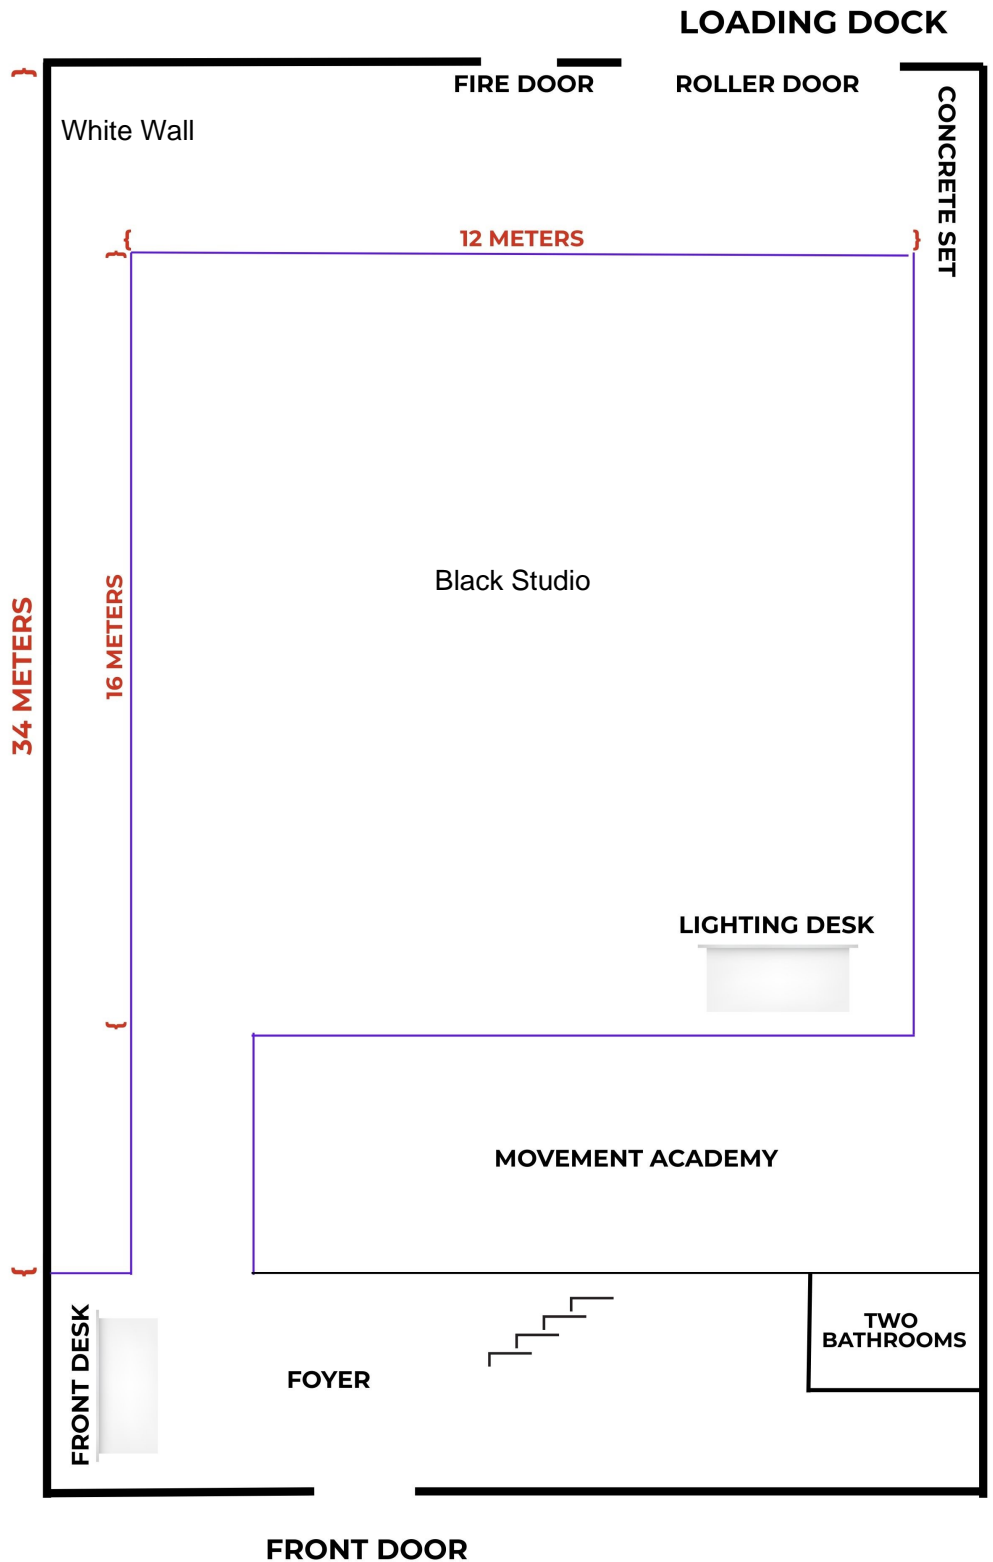 LOADING DOCK
FIRE DOOR
ROLLER DOOR
CONCRETE SET
White Wall
12 METERS
Black Studio
16 METERS
34 METERS
LIGHTING DESK
MOVEMENT ACADEMY
FRONT DESK
FOYER
TWO
BATHROOMS
FRONT DOOR